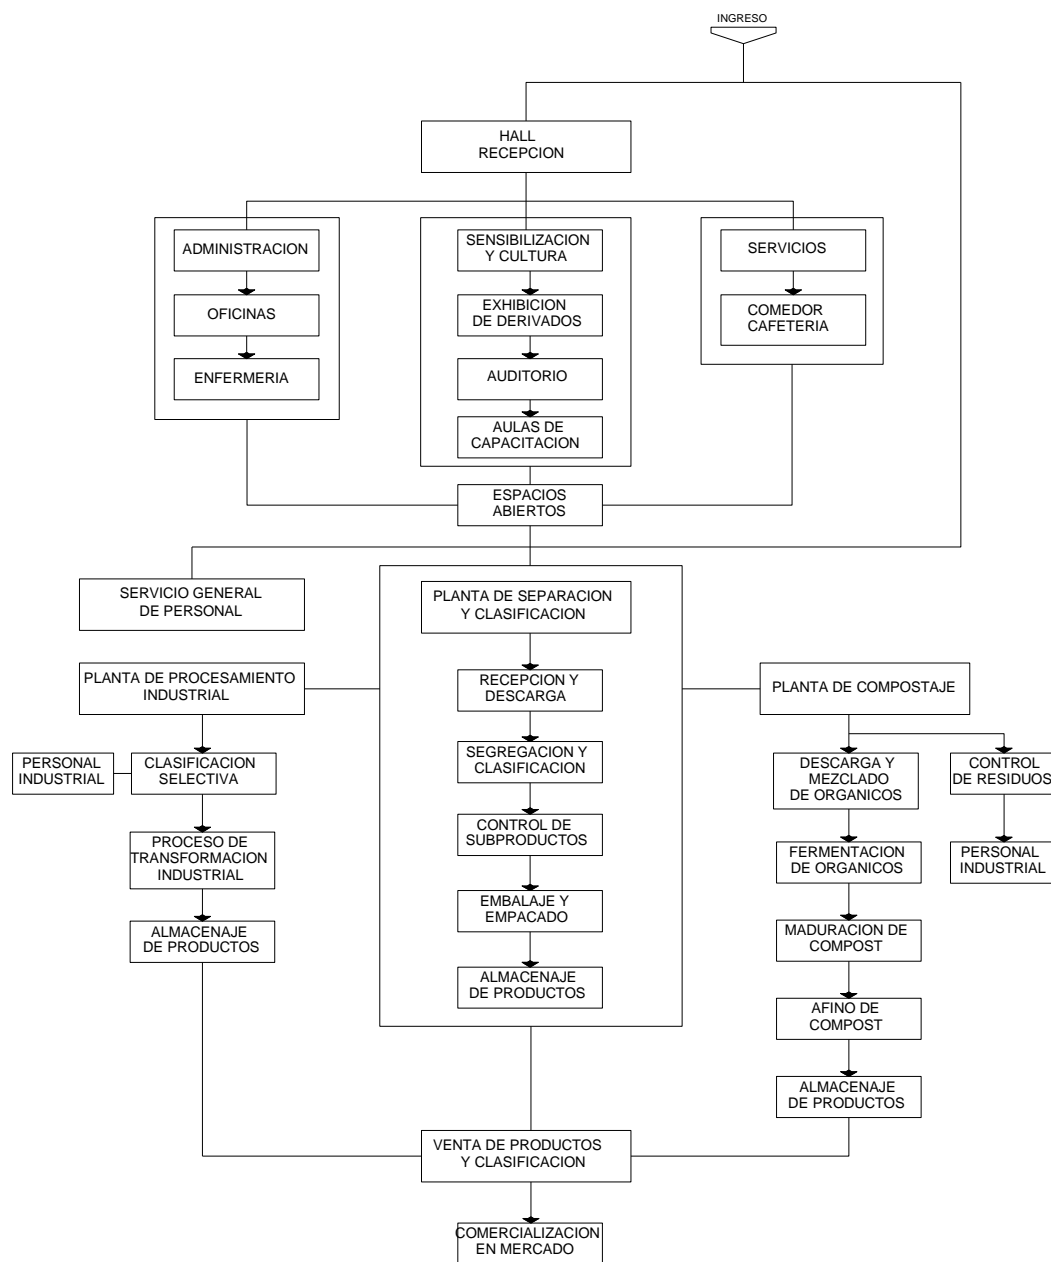 INGRESO
HALL
RECEPCION
ADMINISTRACION
OFICINAS
ENFERMERIA
SENSIBILIZACION
Y CULTURA
EXHIBICION
DE DERIVADOS
AUDITORIO
AULAS DE
CAPACITACION
SERVICIOS
COMEDOR
CAFETERIA
ESPACIOS
ABIERTOS
SERVICIO GENERAL
DE PERSONAL
PLANTA DE PROCESAMIENTO
INDUSTRIAL
PERSONAL
INDUSTRIAL
CLASIFICACION
SELECTIVA
PROCESO DE
TRANSFORMACION
INDUSTRIAL
ALMACENAJE
DE PRODUCTOS
PLANTA DE SEPARACION
Y CLASIFICACION
RECEPCION Y
DESCARGA
SEGREGACION Y
CLASIFICACION
CONTROL DE
SUBPRODUCTOS
EMBALAJE Y
EMPACADO
ALMACENAJE
DE PRODUCTOS
PLANTA DE COMPOSTAJE
DESCARGA Y
MEZCLADO
DE ORGANICOS
CONTROL
DE RESIDUOS
FERMENTACION
DE ORGANICOS
PERSONAL
INDUSTRIAL
MADURACION DE
COMPOST
AFINO DE
COMPOST
ALMACENAJE
DE PRODUCTOS
VENTA DE PRODUCTOS
Y CLASIFICACION
COMERCIALIZACION
EN MERCADO